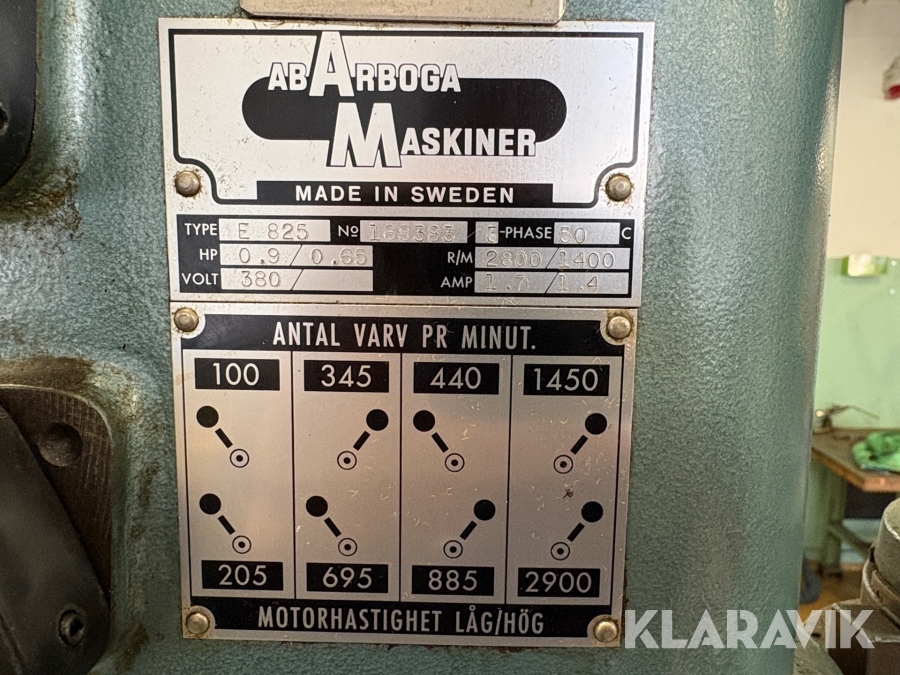 AB ARBOGA
MASKINER
MADE IN SWEDEN
TYPE E 825 No 169383 3-PHASE 50 C
HP 0.9/0.65 R/M 2800/1400
VOLT 380/ AMP 1.7/1.4
ANTAL VARV PR MINUT.
100 345 440 1450
205 695 885 2900
MOTORHASTIGHET LÅG/HÖG
KLARAVIK